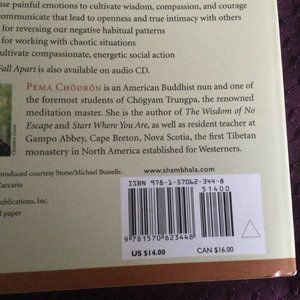 se painful emotions to cultivate wisdom, compassion, and courage
ommunicate that lead to openness and true intimacy with others
for reversing our negative habitual patterns
for working with chaotic situations
ultivate compassionate, energetic social action
Fall Apart is also available on audio CD.
PEMA CHÖDRÖN is an American Buddhist nun and one of
the foremost students of Chögyam Trungpa, the renowned
meditation master. She is the author of The Wisdom of No
Escape and Start Where You Are, as well as resident teacher at
Gampo Abbey, Cape Breton, Nova Scotia, the first Tibetan
monastery in North America established for Westerners.
produced courtesy Stone/Michael Busselle.
Zaccaria
www.shambhala.com
ublications, Inc.
d paper
ISBN 978-1-57062-344-8
51400
9 781570 623448
US $14.00
CAN $16.00